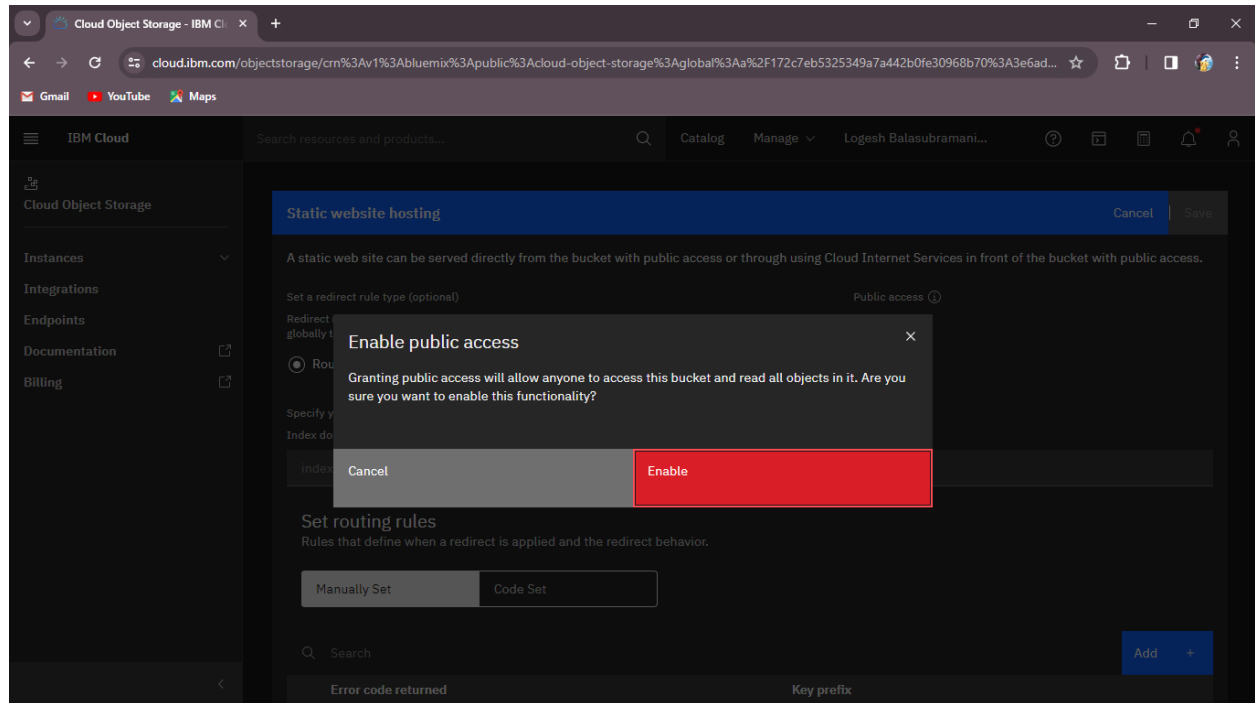 Cloud Object Storage - IBM Cl
cloud.ibm.com/objectstorage/crn%3Av1%3Abluemix%3Apublic%3Acloud-object-storage%3Aglobal%3Aa%2F172c7eb5325349a7a442b0fe30968b70%3A3e6ad...
Gmail YouTube Maps
IBM Cloud Search resources and products... Catalog Manage Logesh Balasubramani...
Cloud Object Storage
Instances
Integrations
Endpoints
Documentation
Billing
Static website hosting Cancel Save
A static web site can be served directly from the bucket with public access or through using Cloud Internet Services in front of the bucket with public access.
Set a redirect rule type (optional) Public access
Redirect
globally t
Rou
Enable public access
Granting public access will allow anyone to access this bucket and read all objects in it. Are you
sure you want to enable this functionality?
Cancel Enable
Specify y
Index do
index
Set routing rules
Rules that define when a redirect is applied and the redirect behavior.
Manually Set Code Set
Search Add +
Error code returned Key prefix